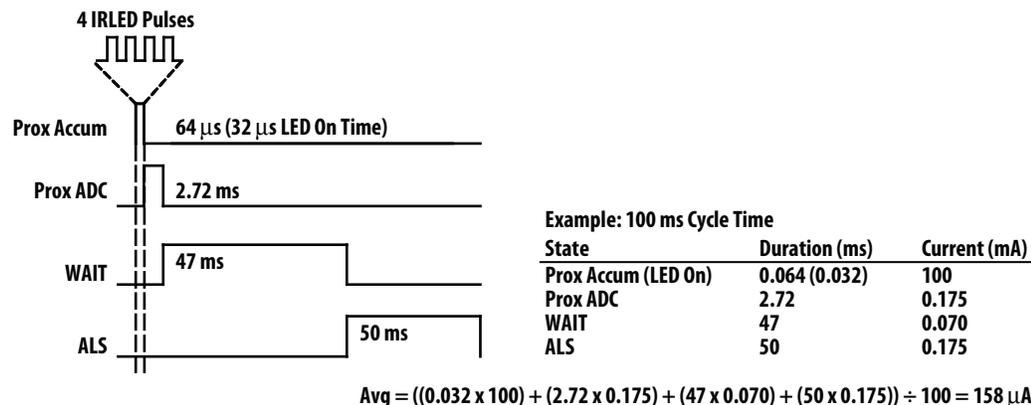 4 IRLED Pulses
Prox Accum
64 µs (32 µs LED On Time)
Prox ADC
2.72 ms
WAIT
47 ms
ALS
50 ms
Example: 100 ms Cycle Time
State Duration (ms) Current (mA)
Prox Accum (LED On) 0.064 (0.032) 100
Prox ADC 2.72 0.175
WAIT 47 0.070
ALS 50 0.175
Avg = ((0.032 x 100) + (2.72 x 0.175) + (47 x 0.070) + (50 x 0.175)) ÷ 100 = 158 µA